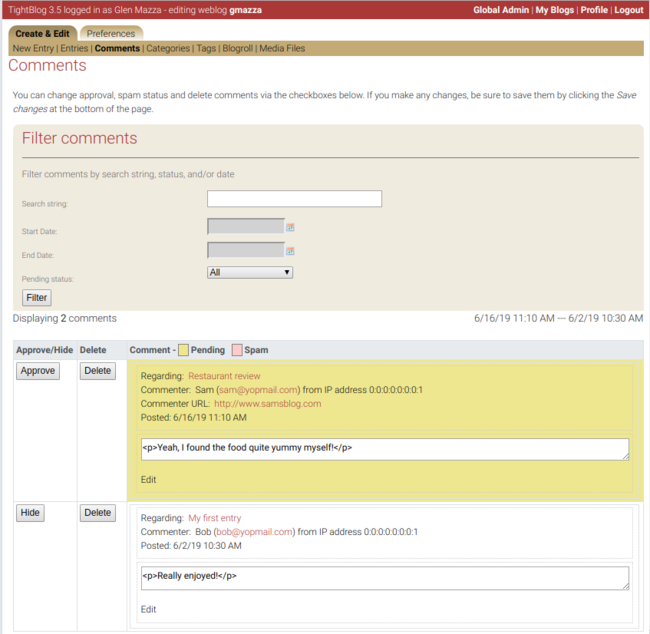 TightBlog 3.5 logged in as Glen Mazza - editing weblog gmazza
Global Admin | My Blogs | Profile | Logout
Create & Edit
Preferences
New Entry | Entries | Comments | Categories | Tags | Blogroll | Media Files
Comments
You can change approval, spam status and delete comments via the checkboxes below. If you make any changes, be sure to save them by clicking the Save
changes at the bottom of the page.
Filter comments
Filter comments by search string, status, and/or date
Search string:
Start Date:
End Date:
Pending status:
All
Filter
Displaying 2 comments
6/16/19 11:10 AM --- 6/2/19 10:30 AM
Approve/Hide Delete Comment - Pending Spam
Approve
Delete
Regarding: Restaurant review
Commenter: Sam (sam@yopmail.com) from IP address 0:0:0:0:0:0:0:1
Commenter URL: http://www.samsblog.com
Posted: 6/16/19 11:10 AM
<p>Yeah, I found the food quite yummy myself!</p>
Edit
Hide
Delete
Regarding: My first entry
Commenter: Bob (bob@yopmail.com) from IP address 0:0:0:0:0:0:0:1
Posted: 6/2/19 10:30 AM
<p>Really enjoyed!</p>
Edit